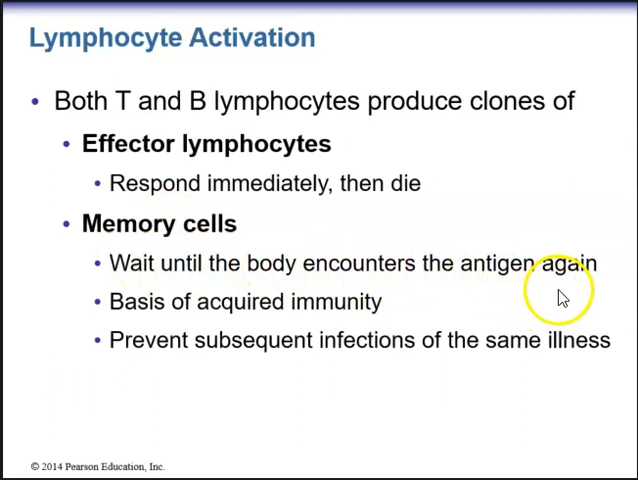 Lymphocyte Activation
• Both T and B lymphocytes produce clones of
• Effector lymphocytes
• Respond immediately, then die
• Memory cells
• Wait until the body encounters the antigen again
• Basis of acquired immunity
• Prevent subsequent infections of the same illness
© 2014 Pearson Education, Inc.